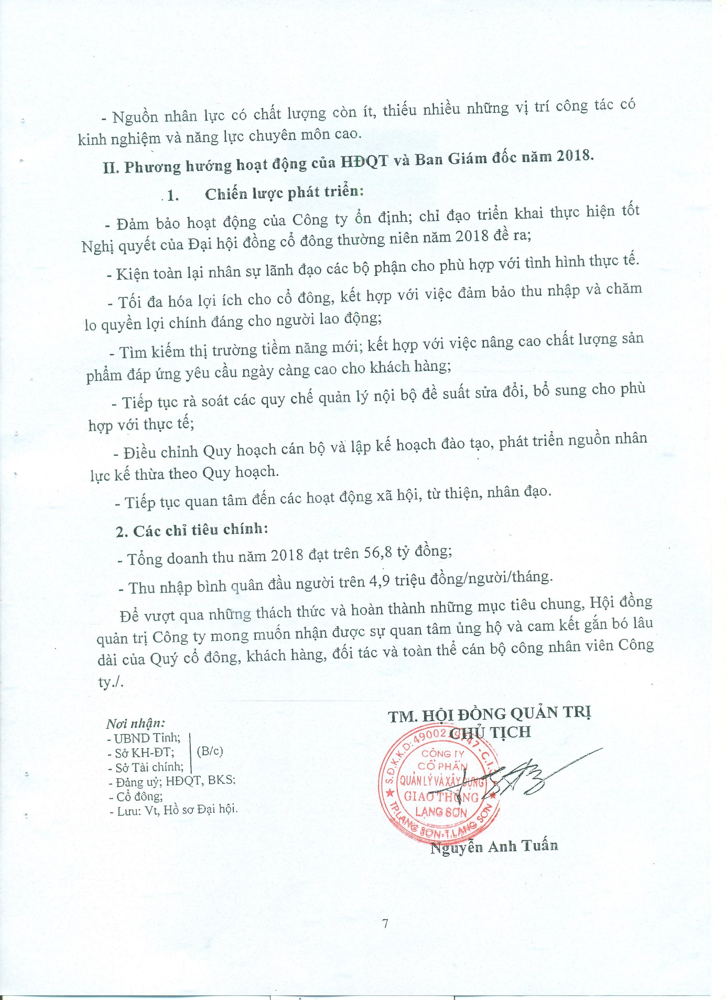 - Nguồn nhân lực có chất lượng còn ít, thiếu nhiều những vị trí công tác có
kinh nghiệm và năng lực chuyên môn cao.
II. Phương hướng hoạt động của HĐQT và Ban Giám đốc năm 2018.
1. Chiến lược phát triển:
- Đảm bảo hoạt động của Công ty ổn định; chỉ đạo triển khai thực hiện tốt
Nghị quyết của Đại hội đồng cổ đông thường niên năm 2018 đề ra;
- Kiện toàn lại nhân sự lãnh đạo các bộ phận cho phù hợp với tình hình thực tế.
- Tối đa hóa lợi ích cho cổ đông, kết hợp với việc đảm bảo thu nhập và chăm
lo quyền lợi chính đáng cho người lao động;
- Tìm kiếm thị trường tiềm năng mới; kết hợp với việc nâng cao chất lượng sản
phẩm đáp ứng yêu cầu ngày càng cao cho khách hàng;
- Tiếp tục rà soát các quy chế quản lý nội bộ đề suất sửa đổi, bổ sung cho phù
hợp với thực tế;
- Điều chỉnh Quy hoạch cán bộ và lập kế hoạch đào tạo, phát triển nguồn nhân
lực kế thừa theo Quy hoạch.
- Tiếp tục quan tâm đến các hoạt động xã hội, từ thiện, nhân đạo.
2. Các chỉ tiêu chính:
- Tổng doanh thu năm 2018 đạt trên 56,8 tỷ đồng;
- Thu nhập bình quân đầu người trên 4,9 triệu đồng/người/tháng.
Để vượt qua những thách thức và hoàn thành những mục tiêu chung, Hội đồng
quản trị Công ty mong muốn nhận được sự quan tâm ủng hộ và cam kết gắn bó lâu
dài của Quý cổ đông, khách hàng, đối tác và toàn thể cán bộ công nhân viên Công
ty./.
Nơi nhận:
- UBND Tỉnh;
- Sở KH-ĐT; (B/c)
- Sở Tài chính;
- Đảng uỷ; HĐQT, BKS;
- Cổ đông;
- Lưu: Vt, Hồ sơ Đại hội.
TM. HỘI ĐỒNG QUẢN TRỊ
CHỦ TỊCH
CÔNG TY
CỔ PHẦN
QUẢN LÝ VÀ XÂY DỰNG
GIAO THÔNG
LẠNG SƠN
TP.LẠNG SƠN-T.LẠNG SƠN
Nguyễn Anh Tuấn
7